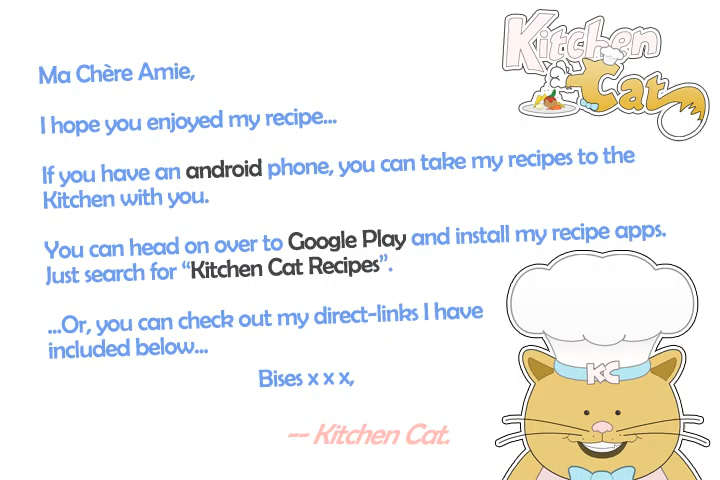 Kitchen
Cat
Ma Chère Amie,
I hope you enjoyed my recipe...
If you have an android phone, you can take my recipes to the
Kitchen with you.
You can head on over to Google Play and install my recipe apps.
Just search for “Kitchen Cat Recipes”.
...Or, you can check out my direct-links I have
included below...
Bises x x x,
-- Kitchen Cat.
KC